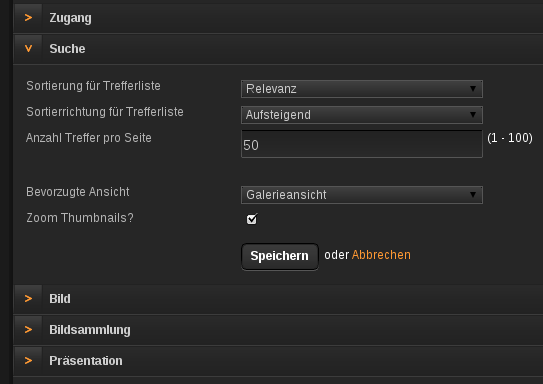 Zugang
Suche
Sortierung für Trefferliste Relevanz
Sortierrichtung für Trefferliste Aufsteigend
Anzahl Treffer pro Seite 50 (1 - 100)
Bevorzugte Ansicht Galerieansicht
Zoom Thumbnails?
Speichern oder Abbrechen
Bild
Bildsammlung
Präsentation